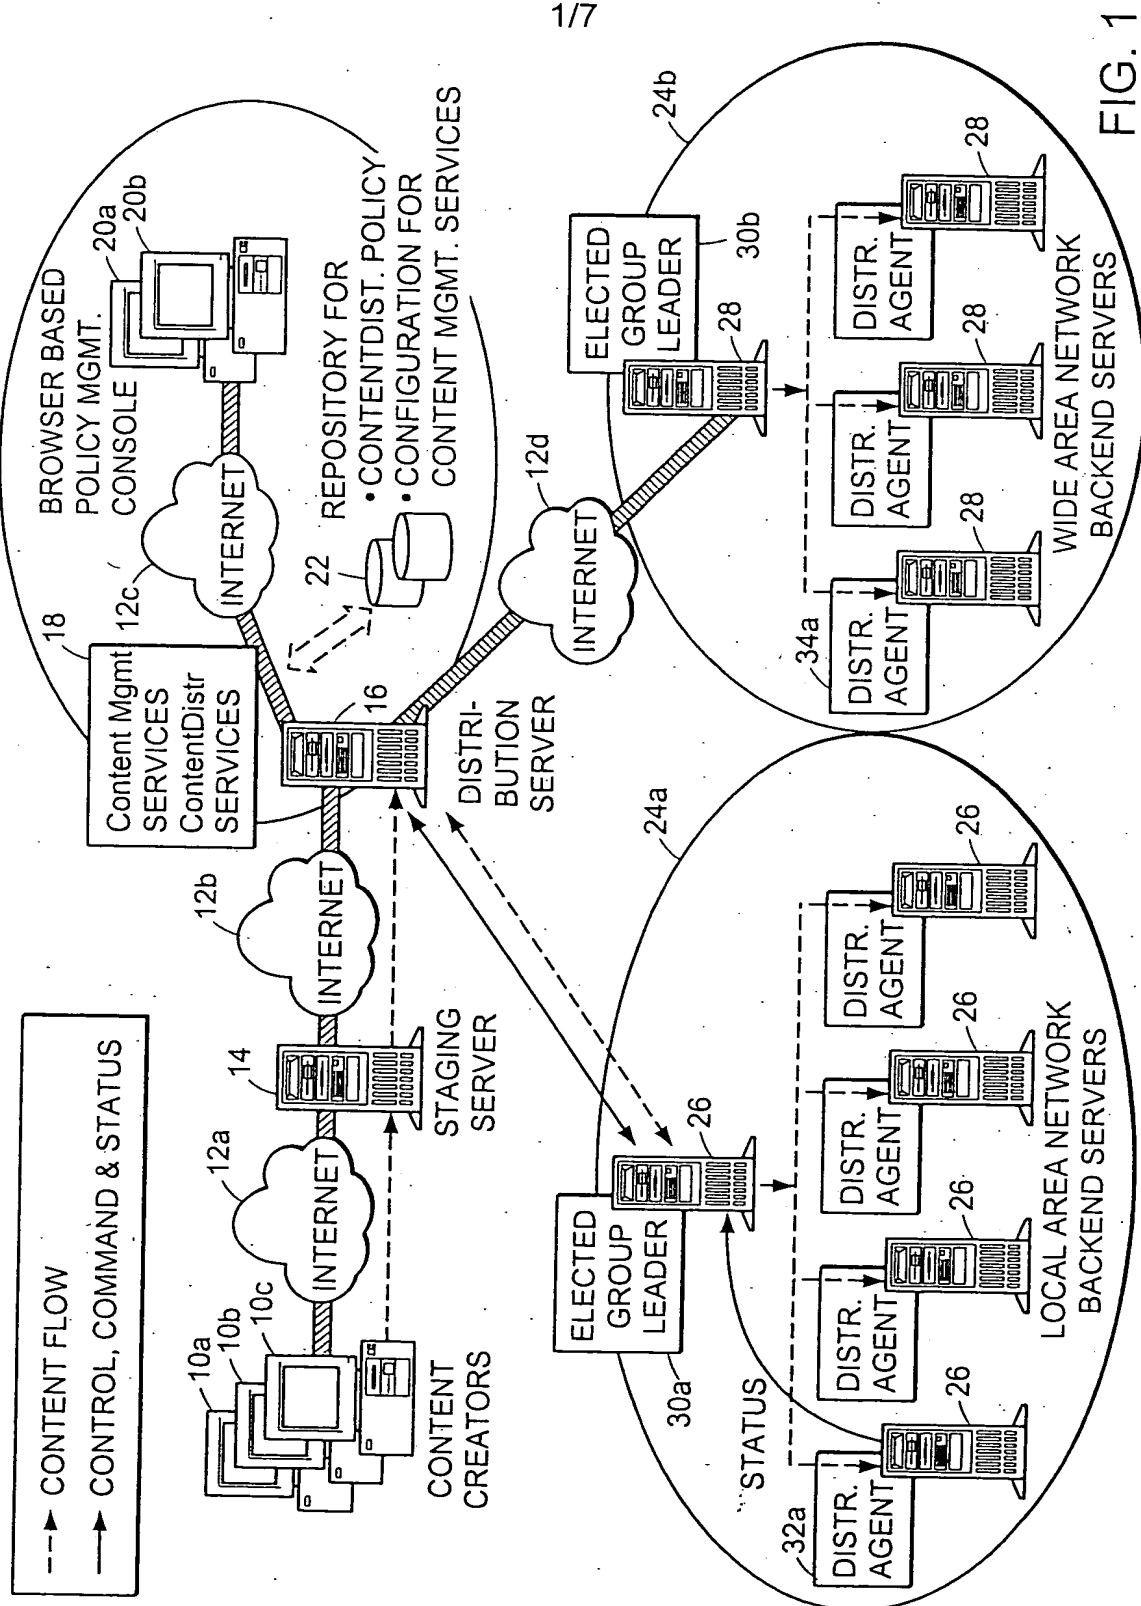 1/7
- - -► CONTENT FLOW
——► CONTROL, COMMAND & STATUS
10a
10b
10c
CONTENT
CREATORS
12a
INTERNET
14
STAGING
SERVER
12b
INTERNET
18
Content Mgmt
SERVICES
ContentDistr
SERVICES
16
DISTRI-
BUTION
SERVER
12c
INTERNET
BROWSER BASED
POLICY MGMT.
CONSOLE
20a
20b
22
REPOSITORY FOR
• CONTENTDIST. POLICY
• CONFIGURATION FOR
CONTENT MGMT. SERVICES
12d
INTERNET
24a
ELECTED
GROUP
LEADER
30a
26
STATUS
32a
DISTR.
AGENT
26
DISTR.
AGENT
26
DISTR.
AGENT
26
DISTR.
AGENT
26
LOCAL AREA NETWORK
BACKEND SERVERS
24b
ELECTED
GROUP
LEADER
30b
28
34a
DISTR.
AGENT
28
DISTR.
AGENT
28
DISTR.
AGENT
28
WIDE AREA NETWORK
BACKEND SERVERS
FIG. 1